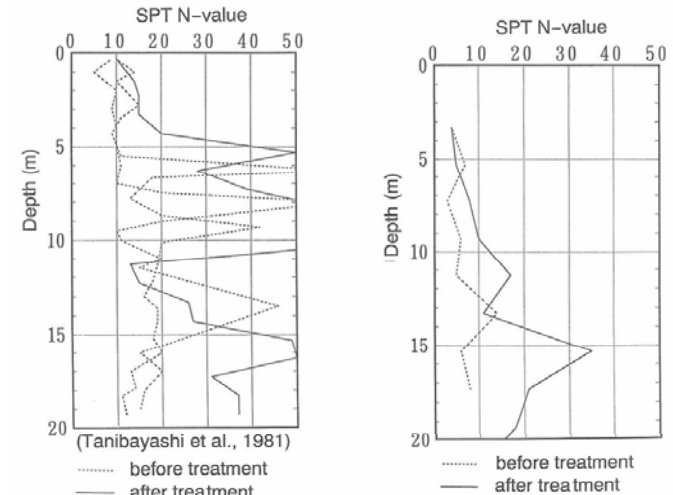 SPT N-value
0 10 20 30 40 50
0
5
10
15
20
Depth (m)
(Tanibayashi et al., 1981)
before treatment
after treatment
SPT N-value
0 10 20 30 40 50
0
5
10
15
20
Depth (m)
before treatment
after treatment